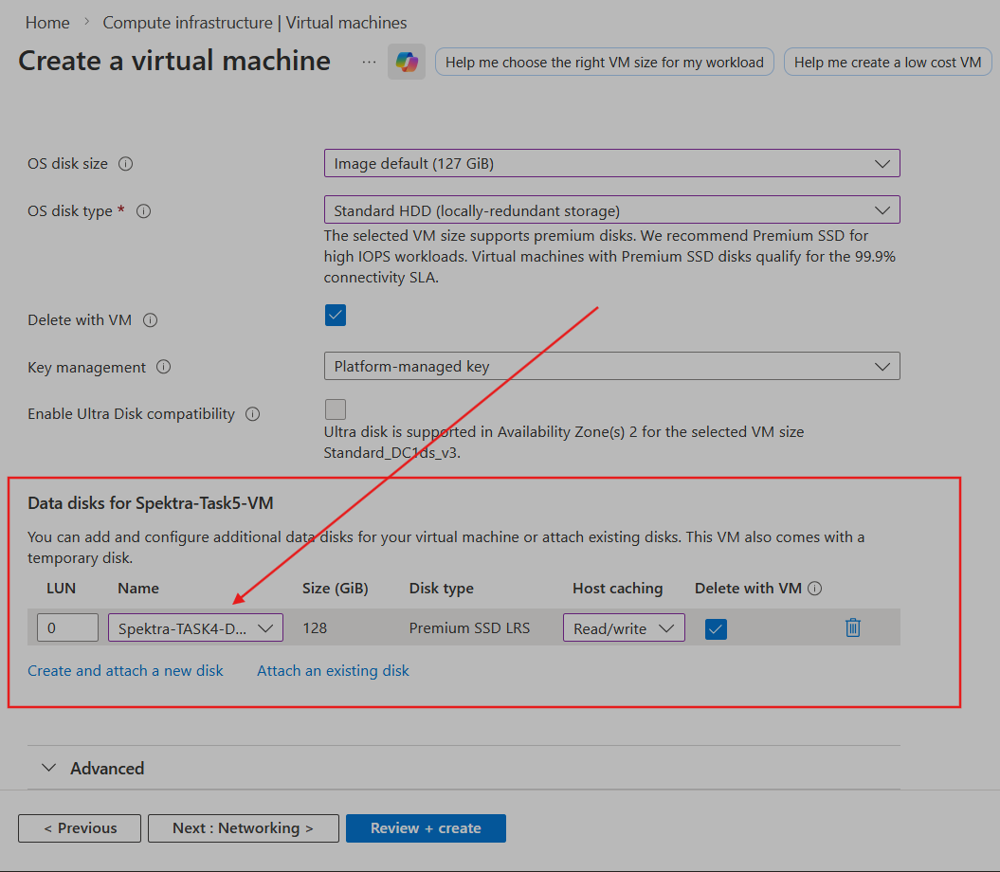 Home > Compute infrastructure | Virtual machines
Create a virtual machine ... Help me choose the right VM size for my workload Help me create a low cost VM
OS disk size Image default (127 GiB)
OS disk type * Standard HDD (locally-redundant storage)
The selected VM size supports premium disks. We recommend Premium SSD for
high IOPS workloads. Virtual machines with Premium SSD disks qualify for the 99.9%
connectivity SLA.
Delete with VM
Key management Platform-managed key
Enable Ultra Disk compatibility
Ultra disk is supported in Availability Zone(s) 2 for the selected VM size
Standard_DC1ds_v3.
Data disks for Spektra-Task5-VM
You can add and configure additional data disks for your virtual machine or attach existing disks. This VM also comes with a
temporary disk.
LUN Name Size (GiB) Disk type Host caching Delete with VM
0 Spektra-TASK4-D... 128 Premium SSD LRS Read/write
Create and attach a new disk Attach an existing disk
Advanced
< Previous Next : Networking > Review + create